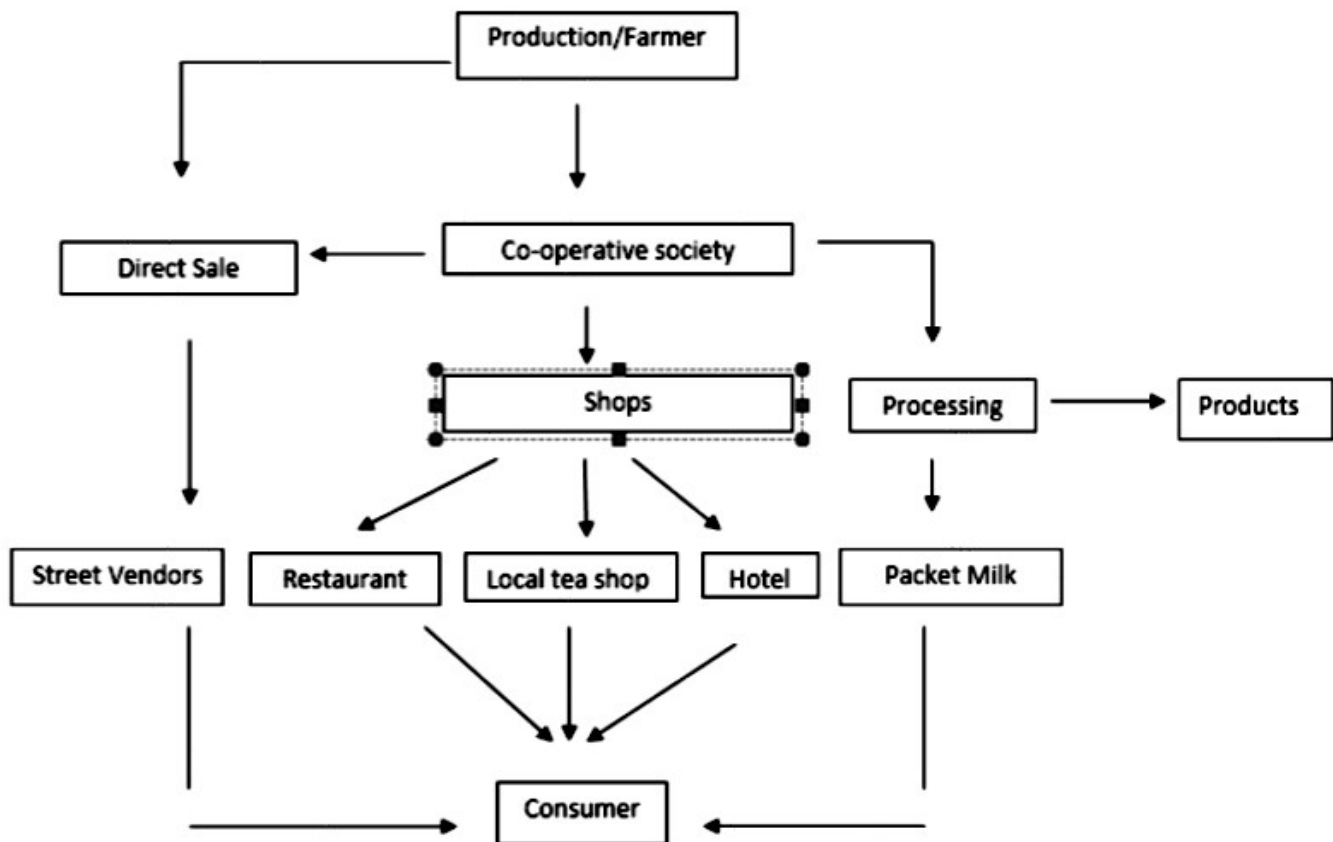 Production/Farmer
Co-operative society
Direct Sale
Shops
Processing
Products
Street Vendors
Restaurant
Local tea shop
Hotel
Packet Milk
Consumer